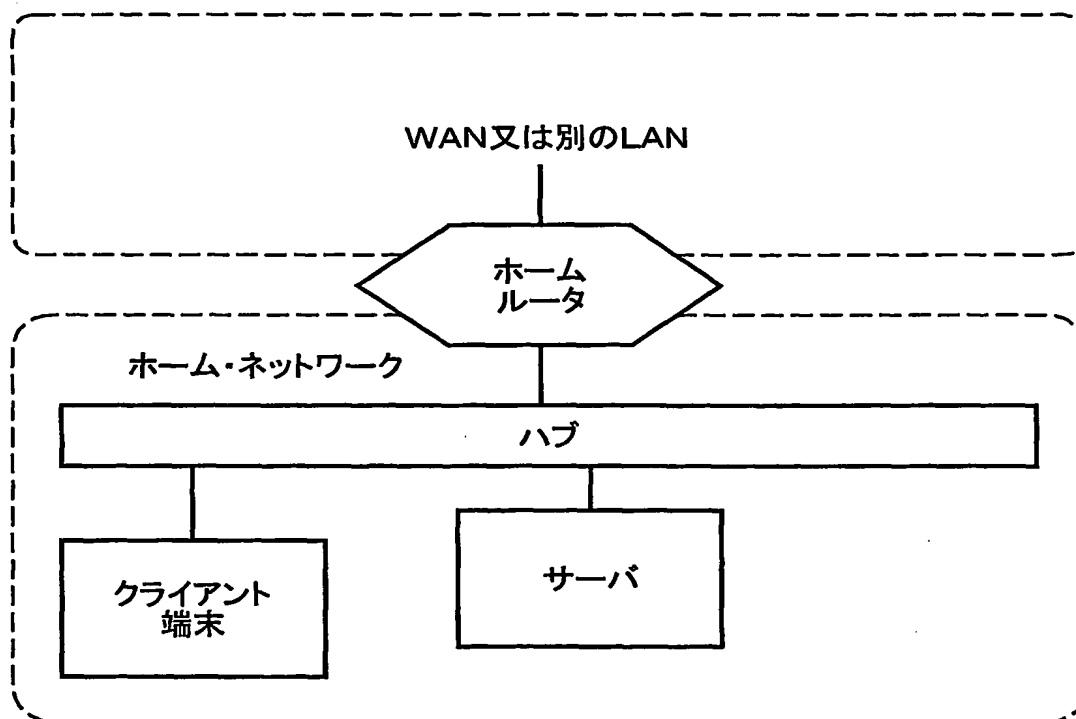 WAN又は別のLAN
ホーム
ルータ
ホーム・ネットワーク
ハブ
クライアント
端末
サーバ